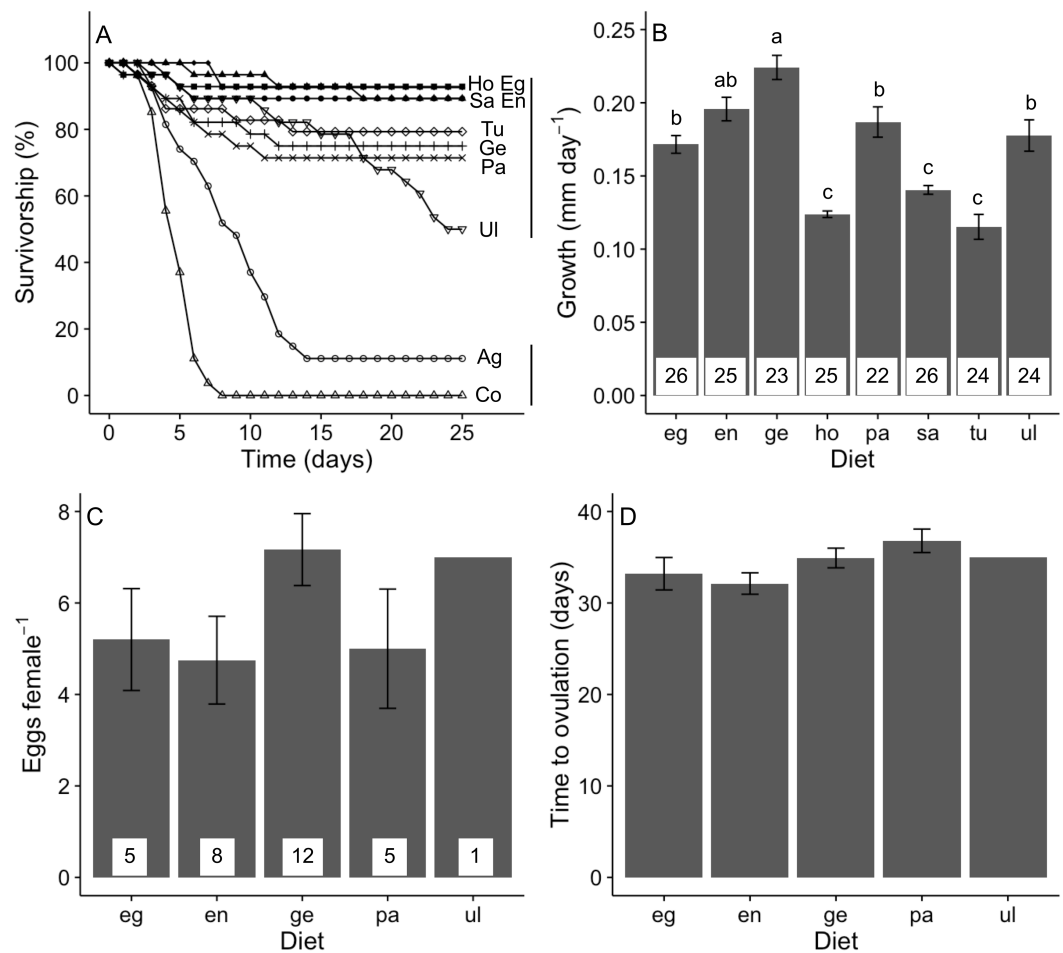 A
Survivorship (%)
100
80
60
40
20
0
0 5 10 15 20 25
Time (days)
Ho Eg
Sa En
Tu
Ge
Pa
Ul
Ag
Co
B
Growth (mm day−1)
0.25
0.20
0.15
0.10
0.05
0.00
b ab a c b c c b
26 25 23 25 22 26 24 24
eg en ge ho pa sa tu ul
Diet
C
Eggs female−1
8
6
4
2
0
5 8 12 5 1
eg en ge pa ul
Diet
D
Time to ovulation (days)
40
30
20
10
0
eg en ge pa ul
Diet